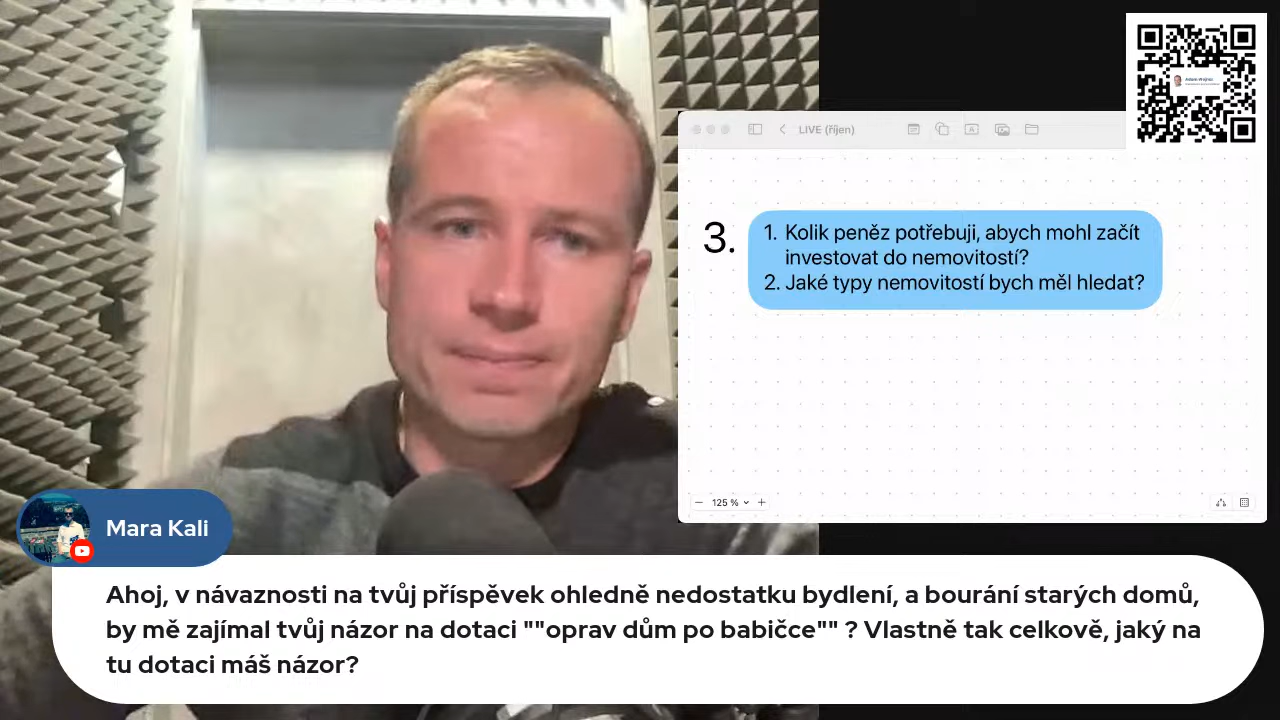 LIVE (říjen)
3.
1. Kolik peněz potřebuji, abych mohl začít
investovat do nemovitostí?
2. Jaké typy nemovitostí bych měl hledat?
125 %
Mara Kali
Ahoj, v návaznosti na tvůj příspěvek ohledně nedostatku bydlení, a bourání starých domů,
by mě zajímal tvůj názor na dotaci ""oprav dům po babičce"" ? Vlastně tak celkově, jaký na
tu dotaci máš názor?